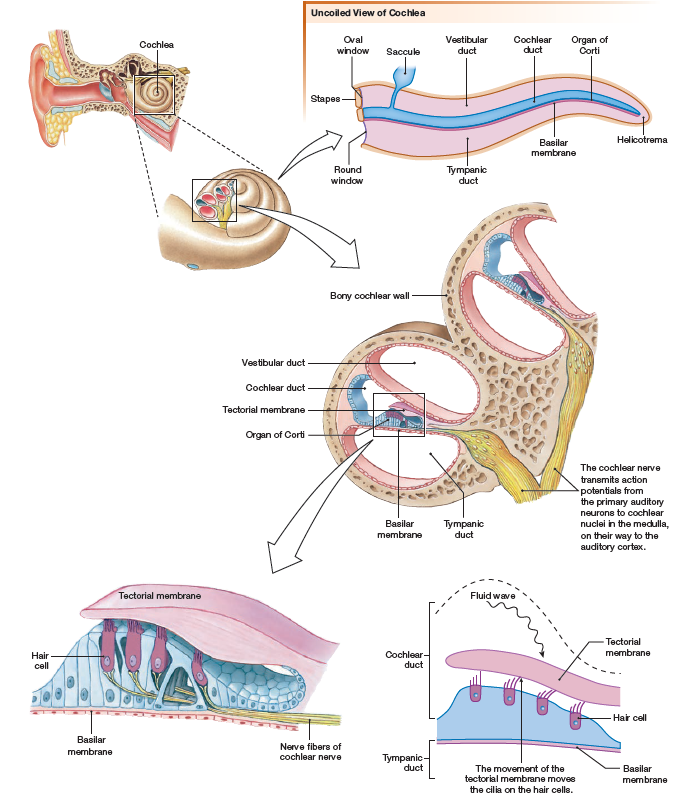 Uncoiled View of Cochlea
Cochlea
Oval
window
Saccule
Vestibular
duct
Cochlear
duct
Organ of
Corti
Stapes
Helicotrema
Round
window
Tympanic
duct
Basilar
membrane
Bony cochlear wall
Vestibular duct
Cochlear duct
Tectorial membrane
Organ of Corti
Basilar
membrane
Tympanic
duct
The cochlear nerve
transmits action
potentials from
the primary auditory
neurons to cochlear
nuclei in the medulla,
on their way to the
auditory cortex.
Tectorial membrane
Hair
cell
Basilar
membrane
Nerve fibers of
cochlear nerve
Fluid wave
Cochlear
duct
Tectorial
membrane
Hair cell
Tympanic
duct
The movement of the
tectorial membrane moves
the cilia on the hair cells.
Basilar
membrane